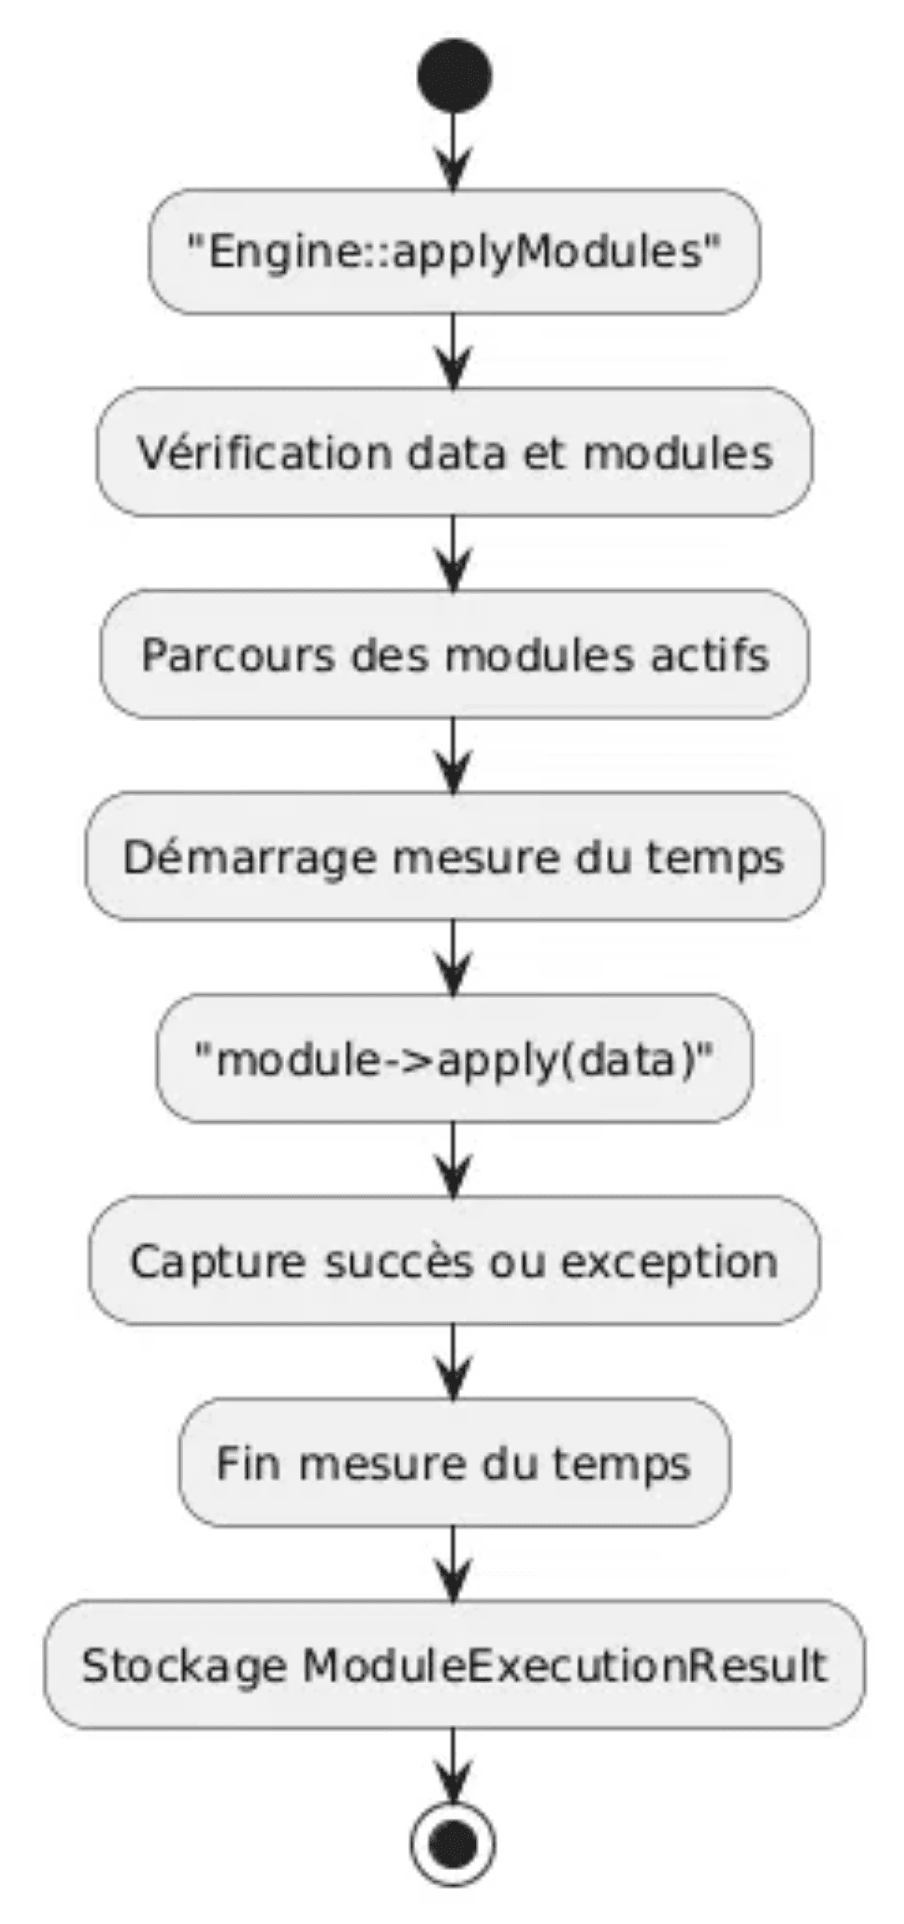 "Engine::applyModules"
Vérification data et modules
Parcours des modules actifs
Démarrage mesure du temps
"module->apply(data)"
Capture succès ou exception
Fin mesure du temps
Stockage ModuleExecutionResult